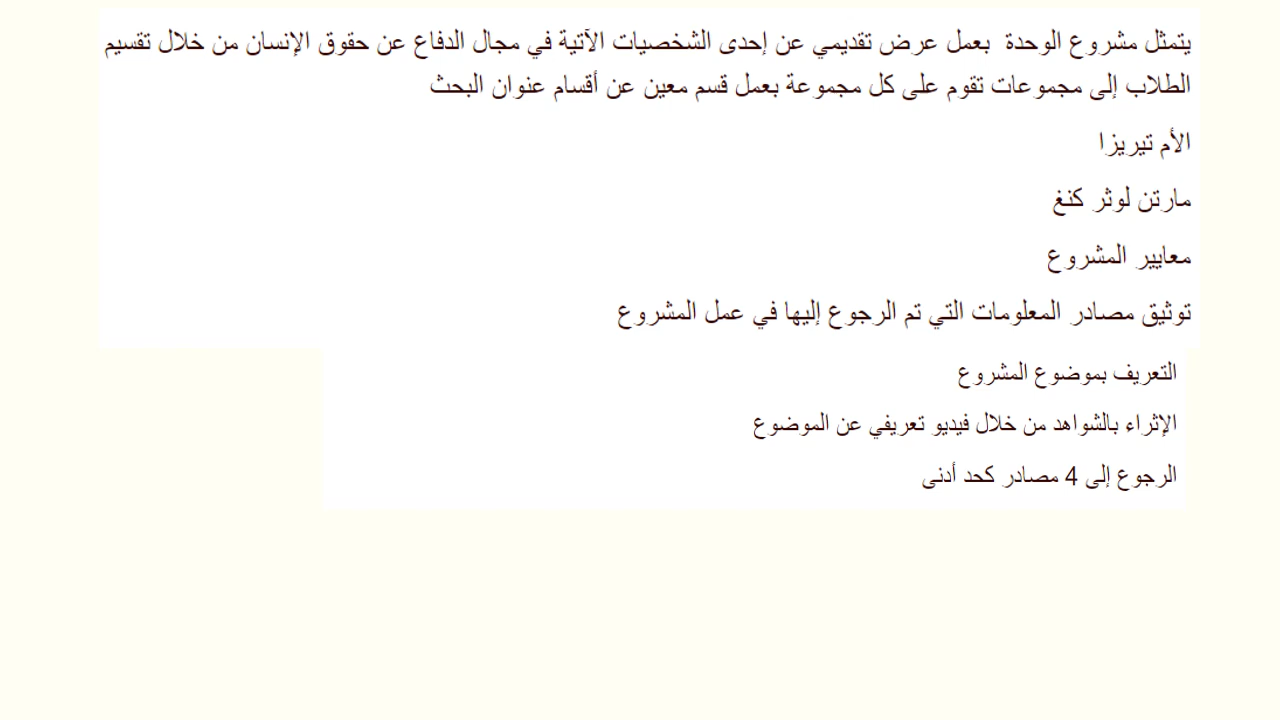 يتمثل مشروع الوحدة بعمل عرض تقديمي عن إحدى الشخصيات الآتية في مجال الدفاع عن حقوق الإنسان من خلال تقسيم
الطلاب إلى مجموعات تقوم على كل مجموعة بعمل قسم معين عن أقسام عنوان البحث
الأم تيريزا
مارتن لوثر كنغ
معايير المشروع
توثيق مصادر المعلومات التي تم الرجوع إليها في عمل المشروع
التعريف بموضوع المشروع
الإثراء بالشواهد من خلال فيديو تعريفي عن الموضوع
الرجوع إلى 4 مصادر كحد أدنى